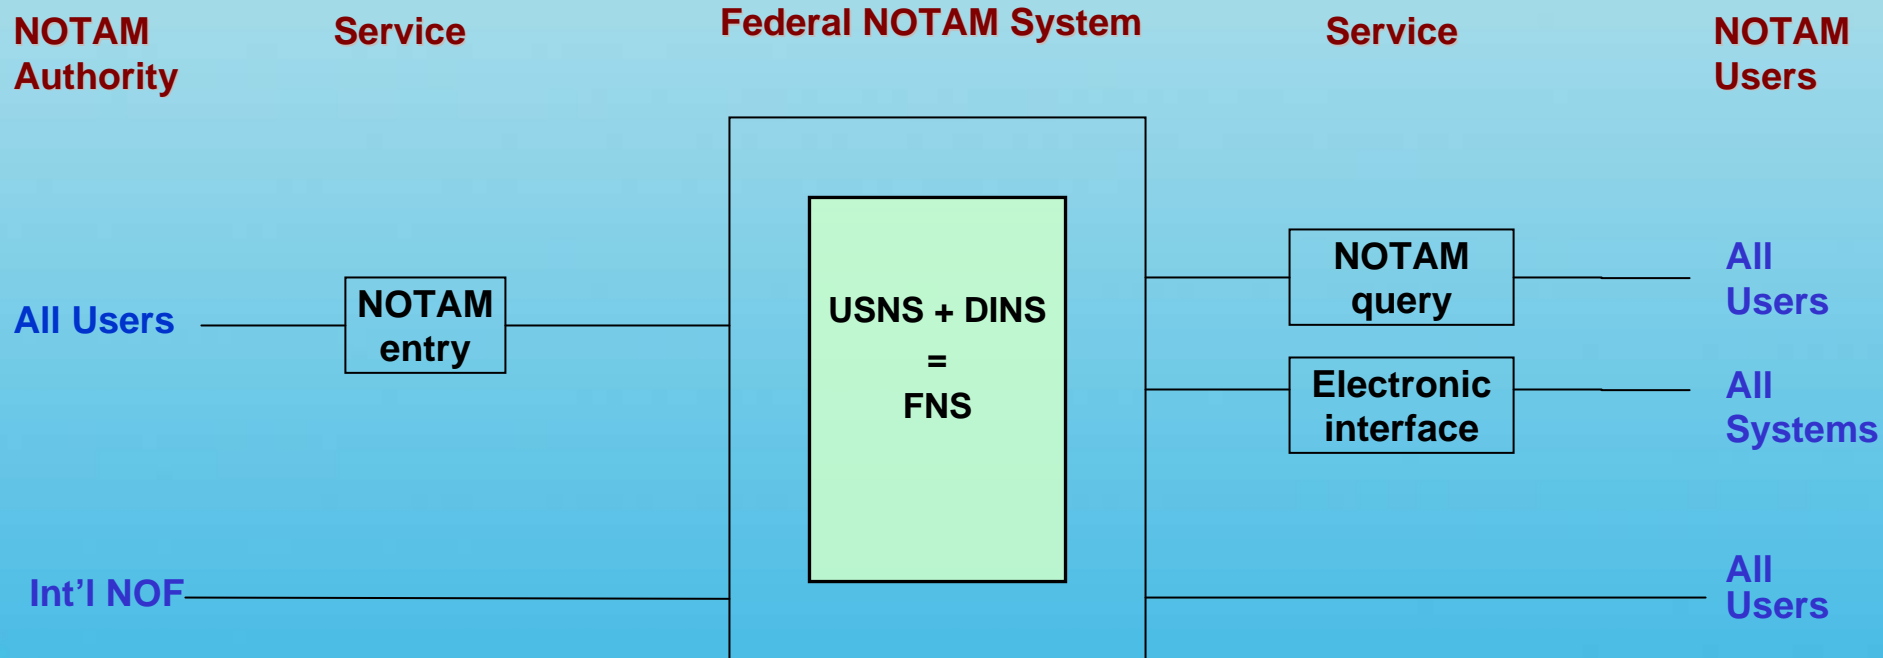 NOTAM
Authority
Service
Federal NOTAM System
Service
NOTAM
Users
All Users
NOTAM
entry
USNS + DINS
=
FNS
NOTAM
query
All
Users
Electronic
interface
All
Systems
Int’l NOF
All
Users